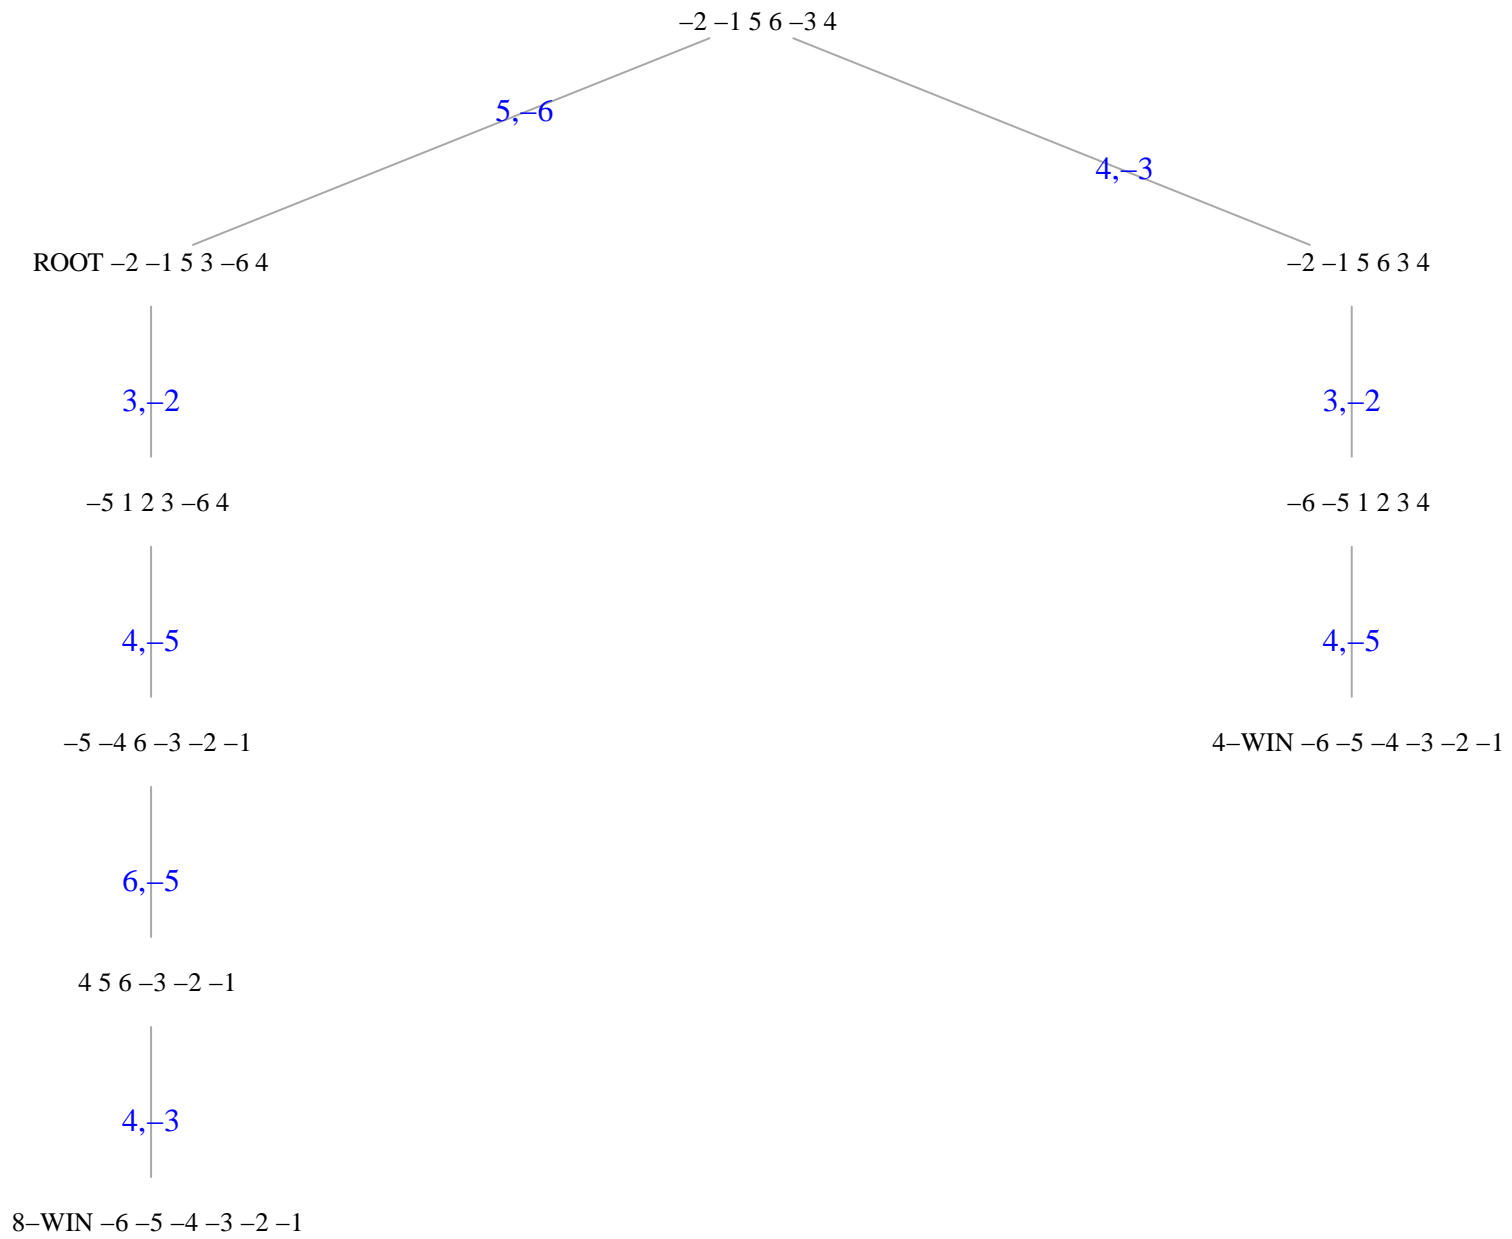 –2 –1 5 6 –3 4
5,–6
4,–3
ROOT –2 –1 5 3 –6 4
–2 –1 5 6 3 4
3,–2
3,–2
–5 1 2 3 –6 4
–6 –5 1 2 3 4
4,–5
4,–5
–5 –4 6 –3 –2 –1
4–WIN –6 –5 –4 –3 –2 –1
6,–5
4 5 6 –3 –2 –1
4,–3
8–WIN –6 –5 –4 –3 –2 –1